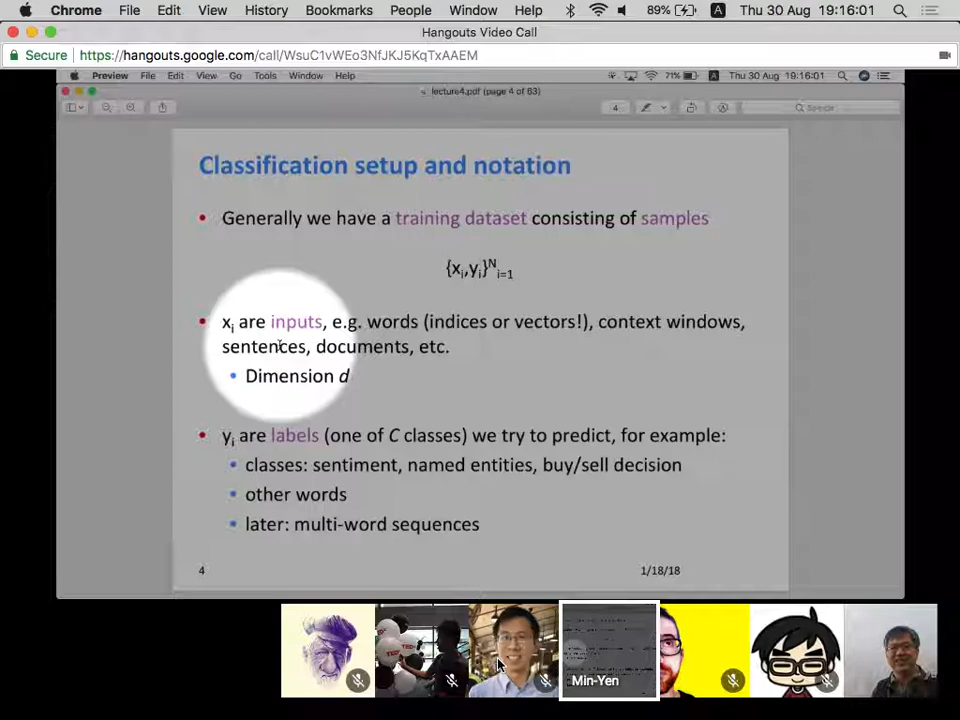 Chrome File Edit View History Bookmarks People Window Help 89% A Thu 30 Aug 19:16:01
Hangouts Video Call
Secure https://hangouts.google.com/call/WsuC1vWEo3NfJKJ5KqTxAAEM
Preview File Edit View Go Tools Window Help 71% A Thu 30 Aug 19:16:01
lecture4.pdf (page 4 of 63)
4 Search
Classification setup and notation
• Generally we have a training dataset consisting of samples
{xi,yi}Ni=1
• xi are inputs, e.g. words (indices or vectors!), context windows,
sentences, documents, etc.
• Dimension d
• yi are labels (one of C classes) we try to predict, for example:
• classes: sentiment, named entities, buy/sell decision
• other words
• later: multi-word sequences
4 1/18/18
TEDx
Min-Yen